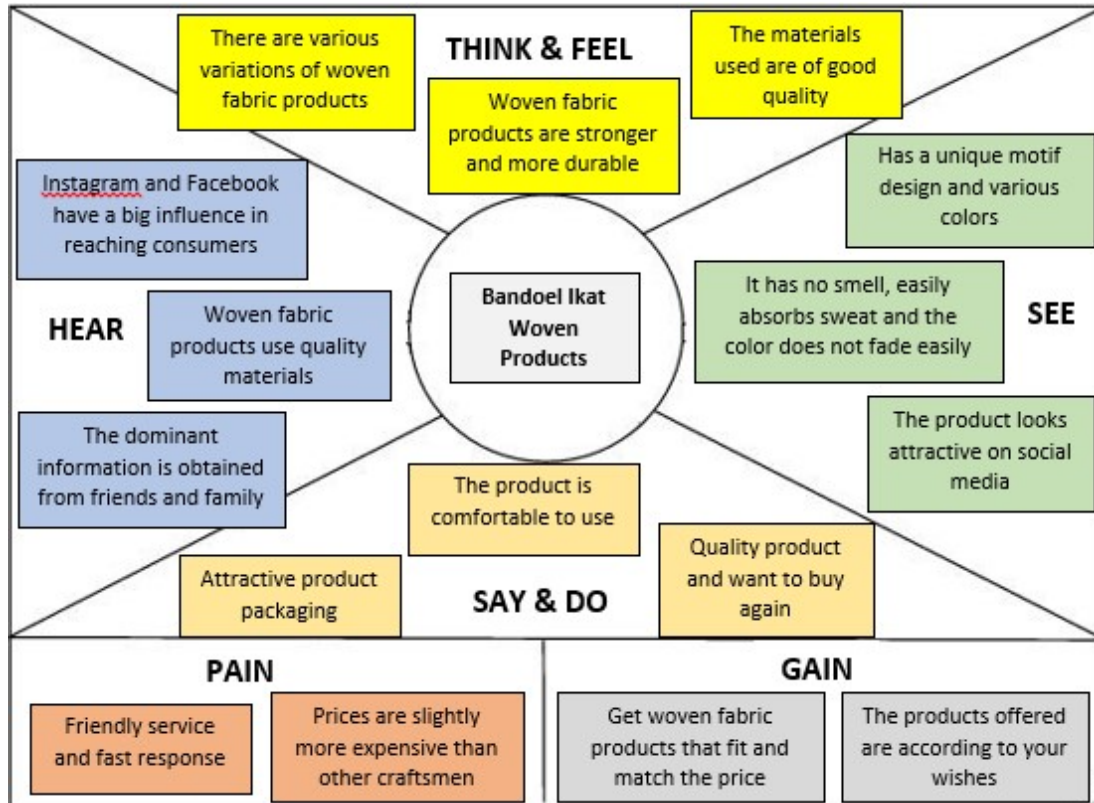 THINK & FEEL
There are various
variations of woven
fabric products
Woven fabric
products are stronger
and more durable
The materials
used are of good
quality
HEAR
Instagram and Facebook
have a big influence in
reaching consumers
Woven fabric
products use quality
materials
The dominant
information is obtained
from friends and family
Bandoel Ikat
Woven
Products
SEE
Has a unique motif
design and various
colors
It has no smell, easily
absorbs sweat and the
color does not fade easily
The product looks
attractive on social
media
SAY & DO
Attractive product
packaging
The product is
comfortable to use
Quality product
and want to buy
again
PAIN
Friendly service
and fast response
Prices are slightly
more expensive than
other craftsmen
GAIN
Get woven fabric
products that fit and
match the price
The products offered
are according to your
wishes